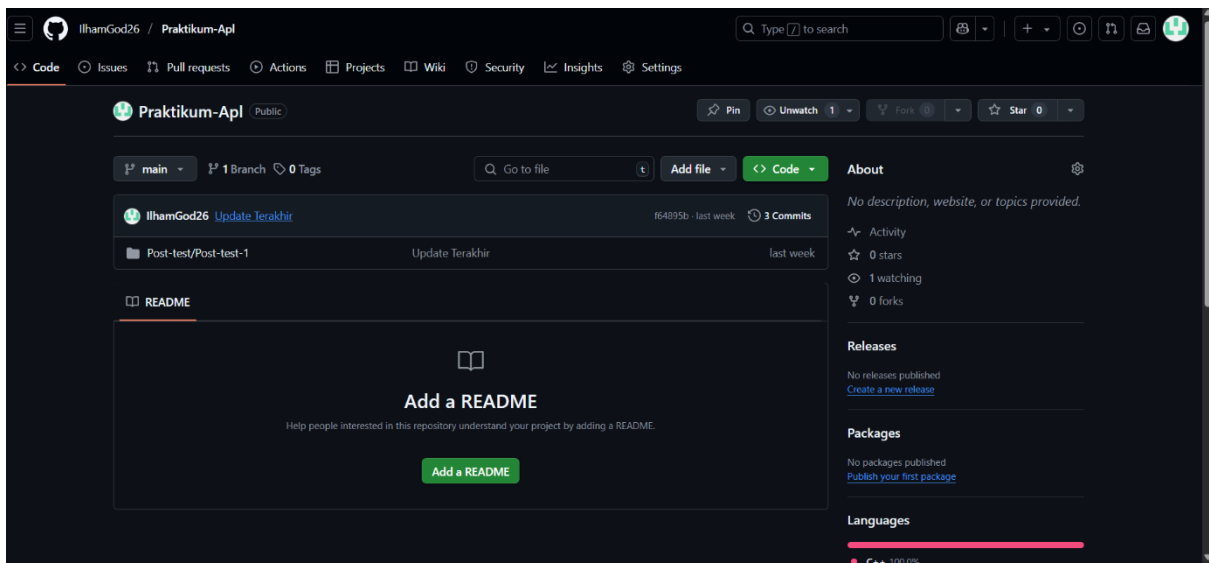 IlhamGod26 / Praktikum-Apl
Type / to search
Code Issues Pull requests Actions Projects Wiki Security Insights Settings
Praktikum-Apl Public
Pin Unwatch 1 Fork 0 Star 0
main 1 Branch 0 Tags
Go to file t Add file Code
IlhamGod26 Update Terakhir f64895b · last week 3 Commits
Post-test/Post-test-1 Update Terakhir last week
README
Add a README
Help people interested in this repository understand your project by adding a README.
Add a README
About
No description, website, or topics provided.
Activity
0 stars
1 watching
0 forks
Releases
No releases published
Create a new release
Packages
No packages published
Publish your first package
Languages
C++ 100.0%